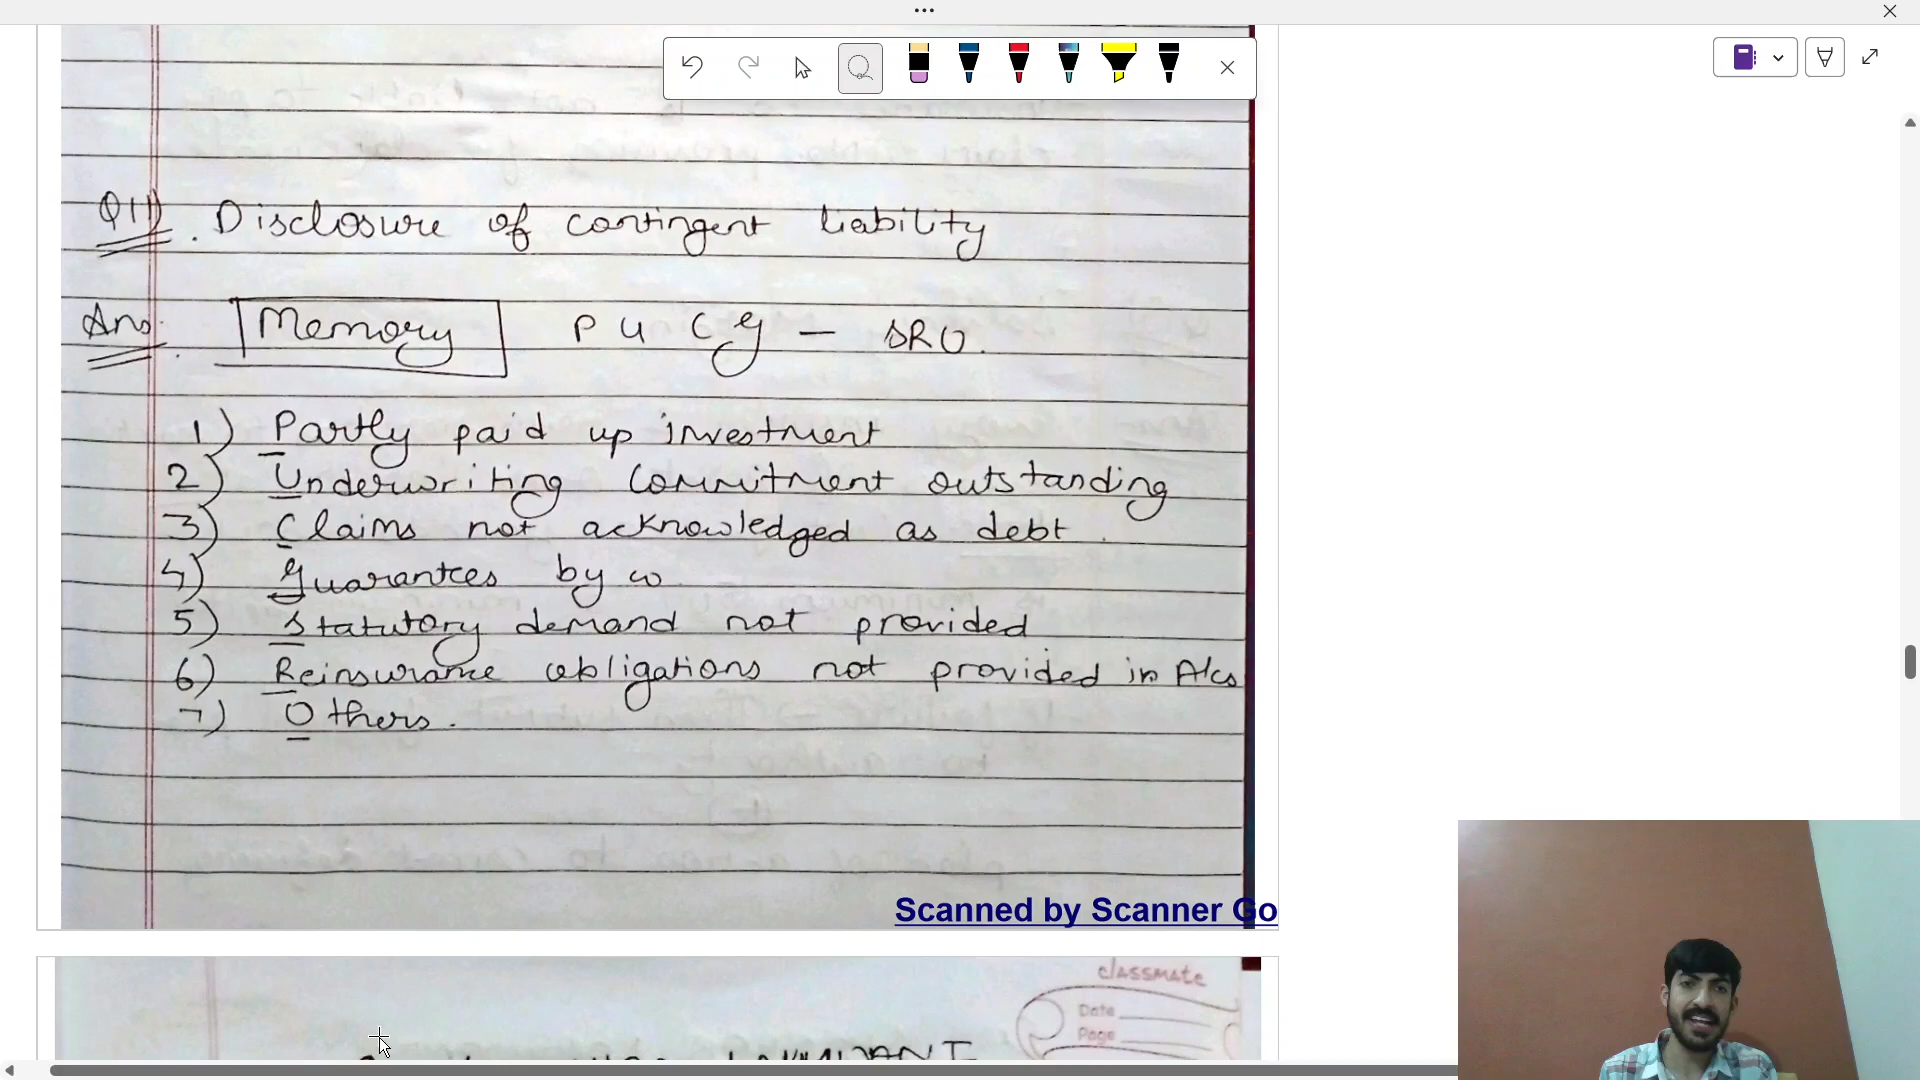 Q11). Disclosure of contingent liability
Ans. Memory P U C G – SRO.
1) Partly paid up investment
2) Underwriting commitment outstanding
3) Claims not acknowledged as debt.
4) Guarantees by co
5) Statutory demand not provided
6) Reinsurance obligations not provided in A/cs
7) Others.
Scanned by Scanner Go
classmate
Date
Page